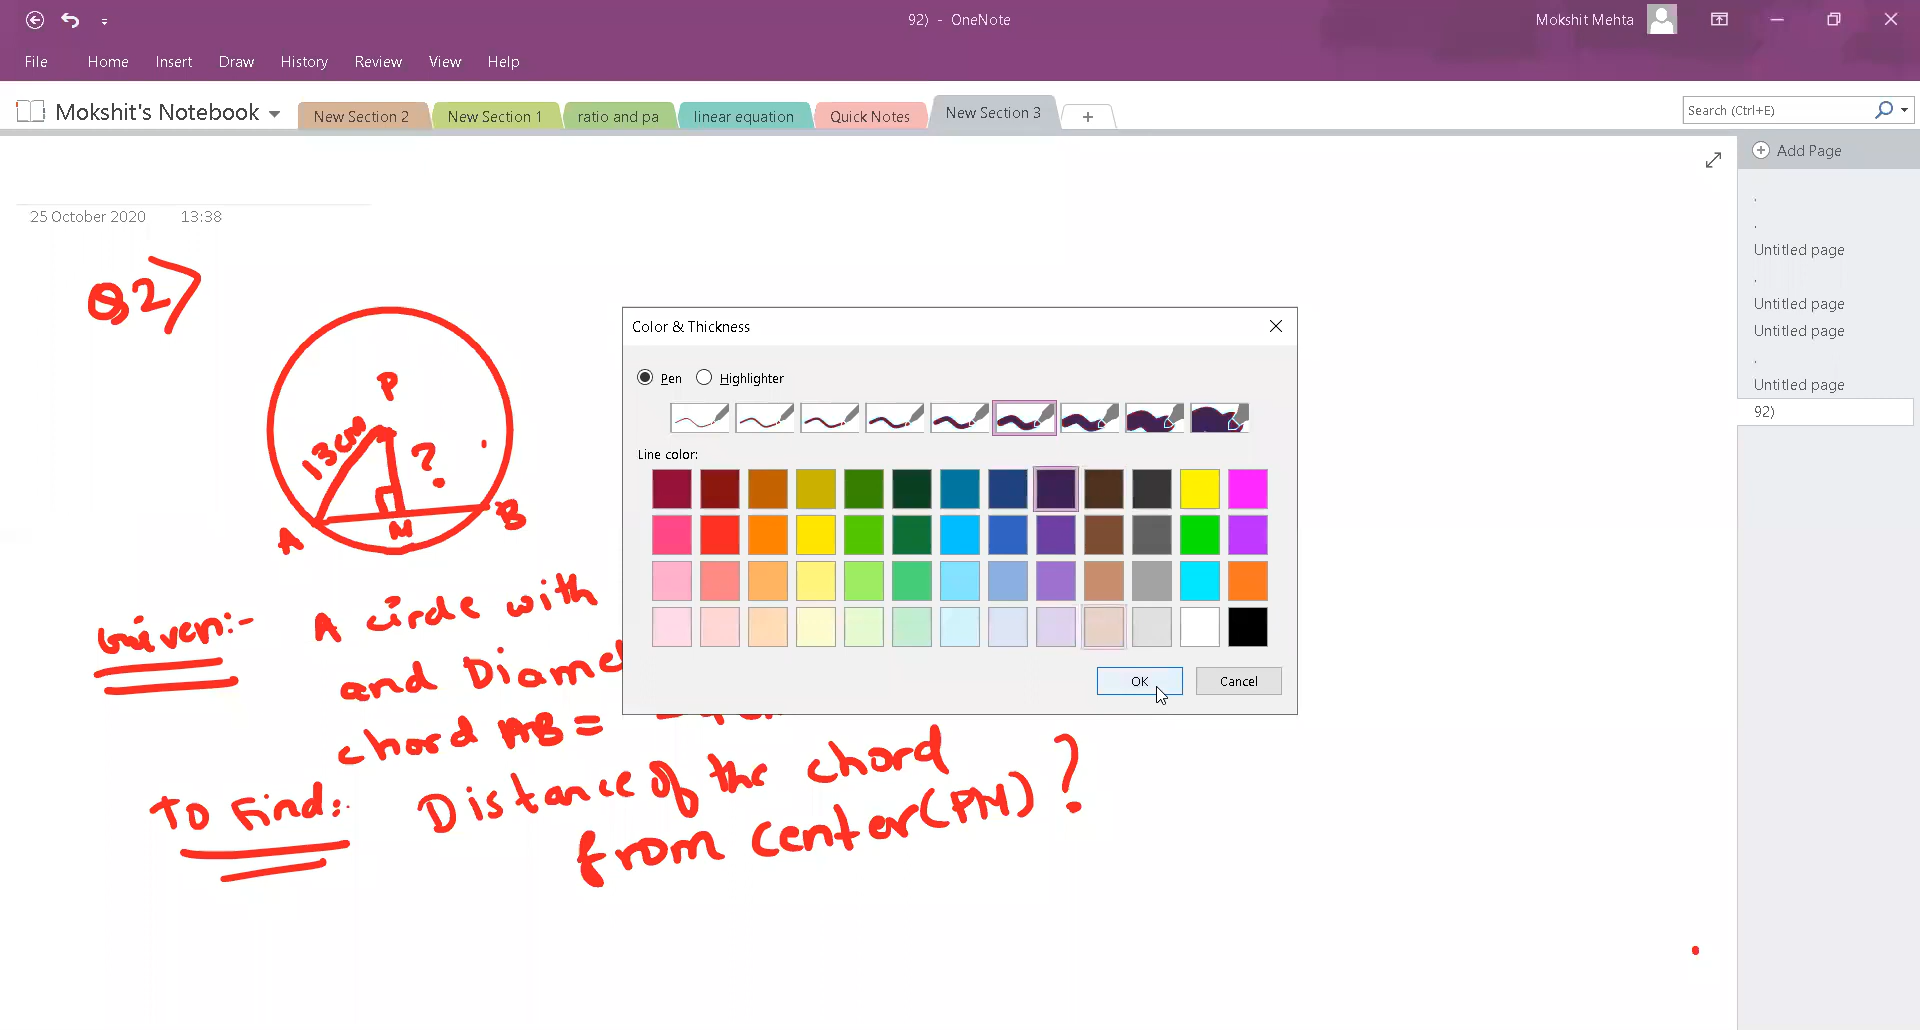 92) - OneNote
Mokshit Mehta
File Home Insert Draw History Review View Help
Mokshit's Notebook
New Section 2
New Section 1
ratio and pa
linear equation
Quick Notes
New Section 3
+
Search (Ctrl+E)
Add Page
.
.
Untitled page
.
Untitled page
Untitled page
.
Untitled page
92)
25 October 2020 13:38
Q2)
P
13cm
?
A
M
B
Given:- A circle with
and Diame
chord AB =
To Find:- Distance of the chord
from center(PM)?
Color & Thickness
Pen
Highlighter
Line color:
OK
Cancel